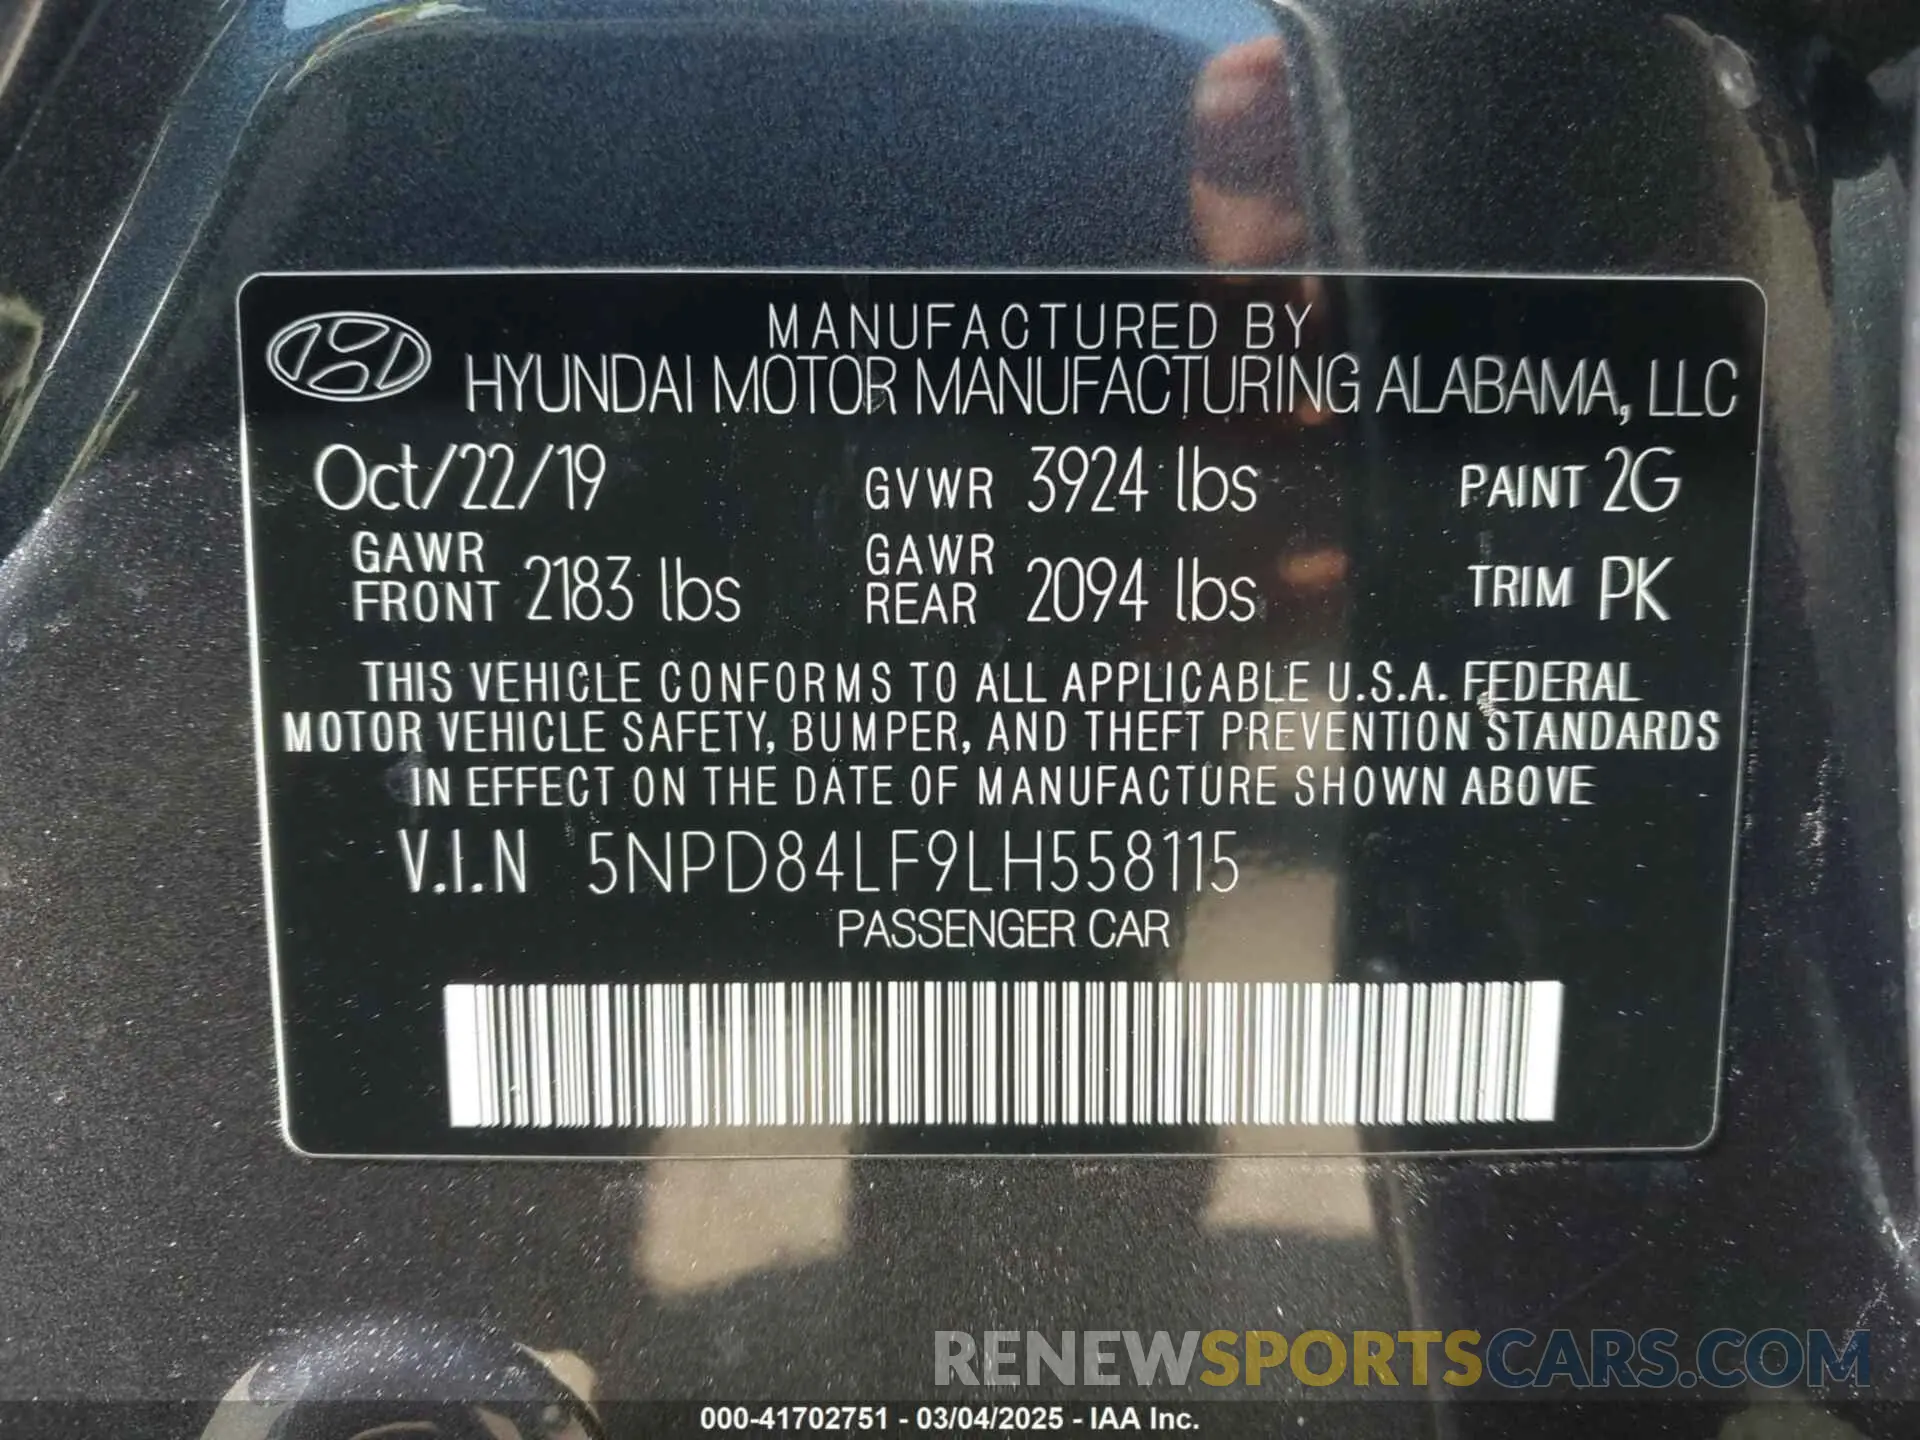 MANUFACTURED BY
HYUNDAI MOTOR MANUFACTURING ALABAMA, LLC
Oct/22/19 GVWR 3924 lbs PAINT 2G
GAWR FRONT 2183 lbs GAWR REAR 2094 lbs TRIM PK
THIS VEHICLE CONFORMS TO ALL APPLICABLE U.S.A. FEDERAL
MOTOR VEHICLE SAFETY, BUMPER, AND THEFT PREVENTION STANDARDS
IN EFFECT ON THE DATE OF MANUFACTURE SHOWN ABOVE
V.I.N 5NPD84LF9LH558115
PASSENGER CAR
RENEWSPORTSCARS.COM
000-41702751 - 03/04/2025 - IAA Inc.